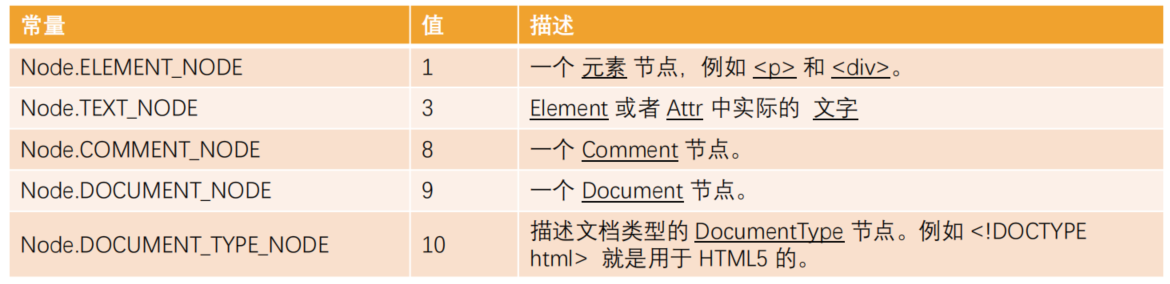 常量 值 描述
Node.ELEMENT_NODE 1 一个 元素 节点，例如 <p> 和 <div>。
Node.TEXT_NODE 3 Element 或者 Attr 中实际的 文字
Node.COMMENT_NODE 8 一个 Comment 节点。
Node.DOCUMENT_NODE 9 一个 Document 节点。
Node.DOCUMENT_TYPE_NODE 10 描述文档类型的 DocumentType 节点。例如 <!DOCTYPE
html> 就是用于 HTML5 的。